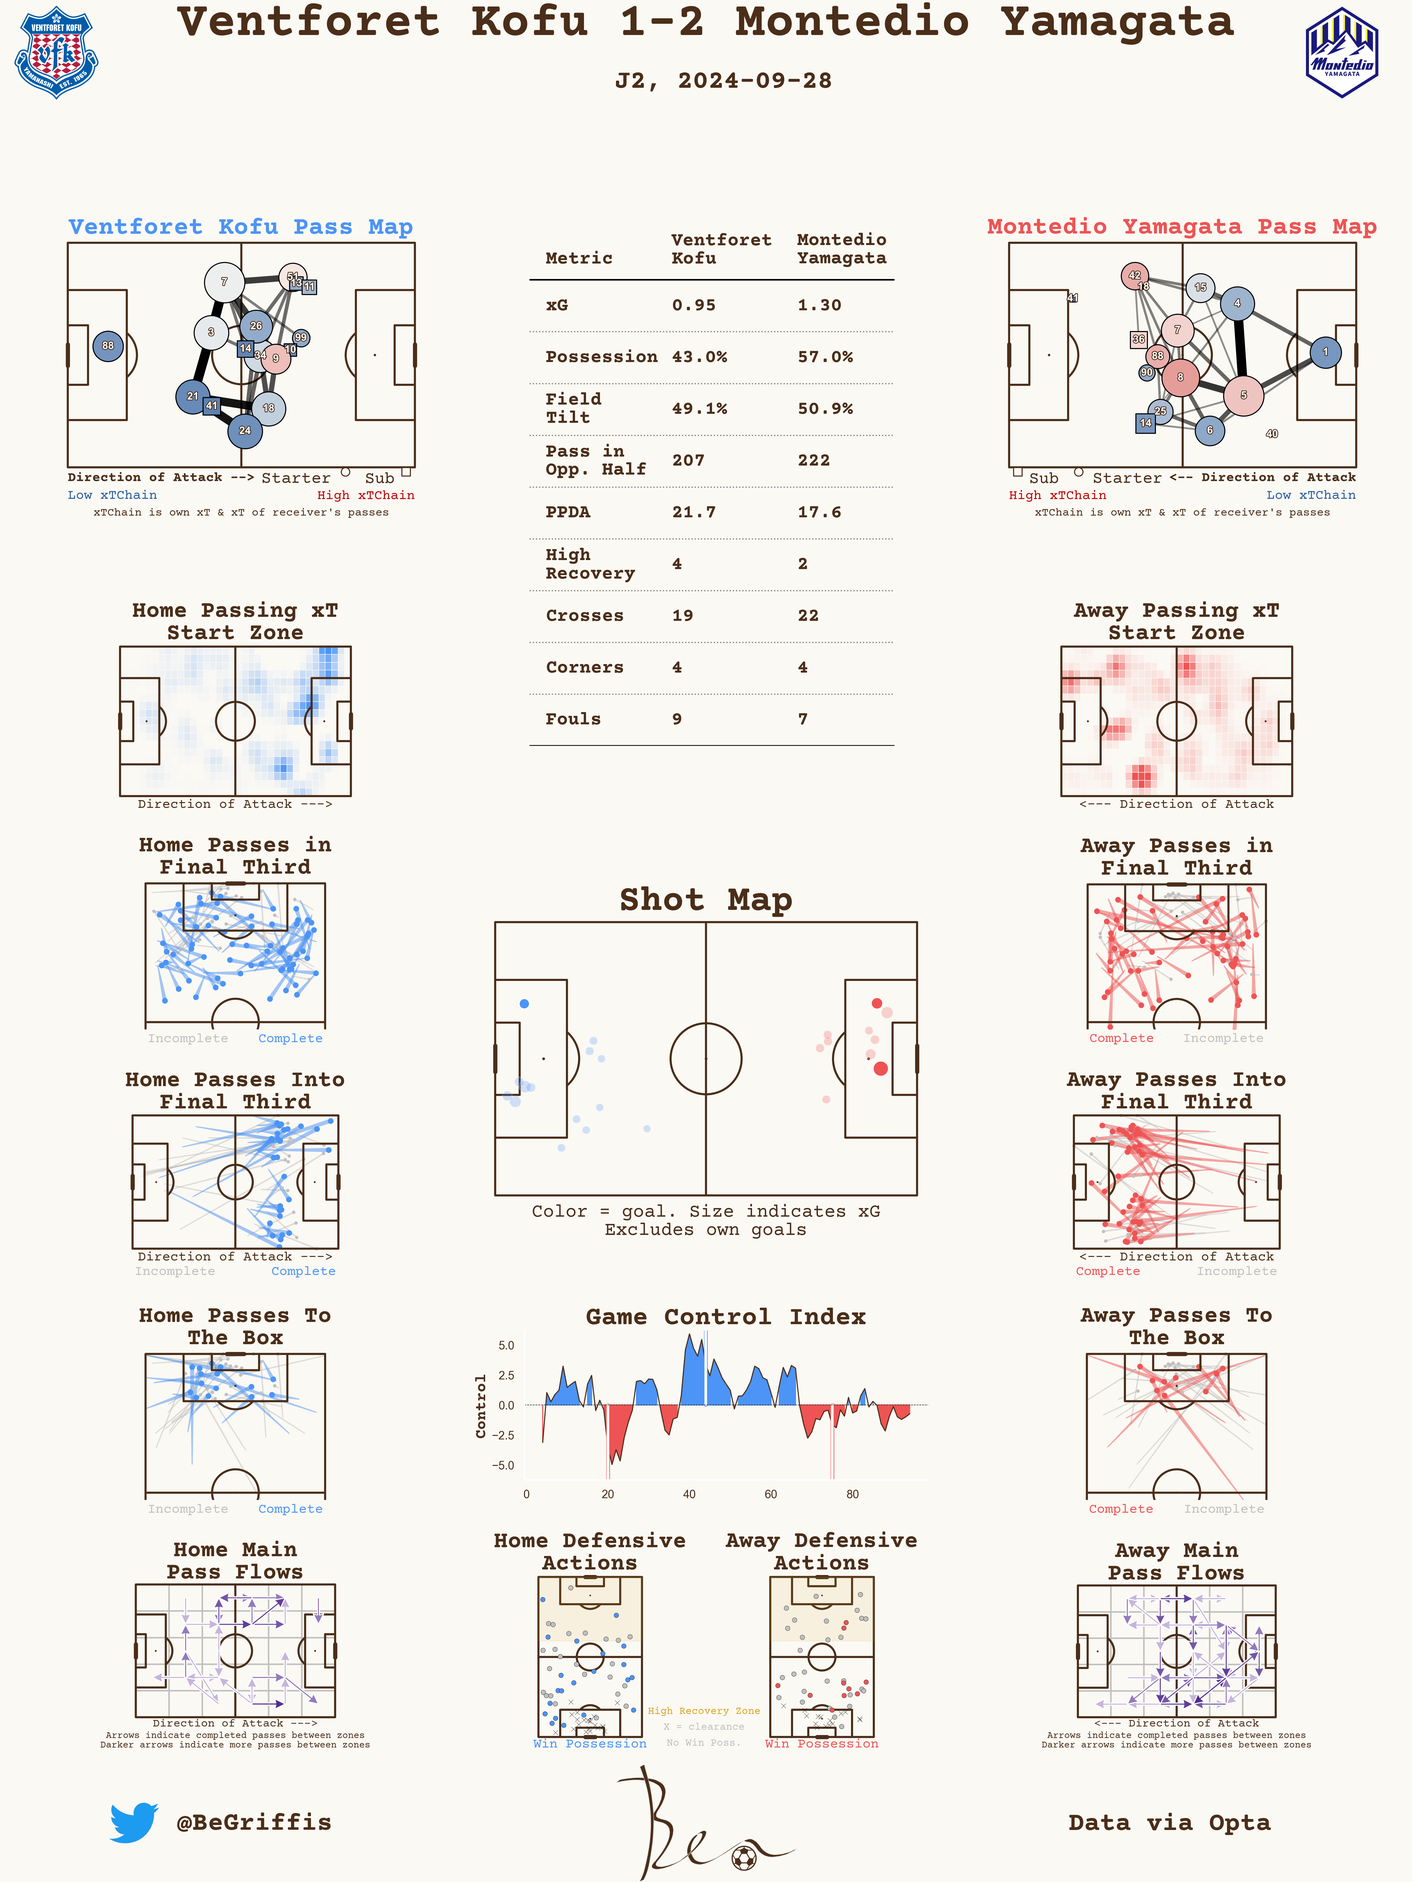 Ventforet Kofu 1-2 Montedio Yamagata
J2, 2024-09-28
VENTFORET KOFU
vfk
YAMANASHI EST. 1965
Montedio
YAMAGATA
Ventforet Kofu Pass Map
7
51
13
11
3
26
99
88
14
34
10
9
21
41
18
24
Direction of Attack --> Starter Sub
Low xTChain High xTChain
xTChain is own xT & xT of receiver's passes
Metric Ventforet Kofu Montedio Yamagata
xG 0.95 1.30
Possession 43.0% 57.0%
Field Tilt 49.1% 50.9%
Pass in Opp. Half 207 222
PPDA 21.7 17.6
High Recovery 4 2
Crosses 19 22
Corners 4 4
Fouls 9 7
Montedio Yamagata Pass Map
42
18
15
41
4
7
36
88
1
90
8
5
25
14
6
40
Sub Starter <-- Direction of Attack
High xTChain Low xTChain
xTChain is own xT & xT of receiver's passes
Home Passing xT
Start Zone
Direction of Attack --->
Away Passing xT
Start Zone
<--- Direction of Attack
Home Passes in
Final Third
Incomplete Complete
Away Passes in
Final Third
Complete Incomplete
Shot Map
Color = goal. Size indicates xG
Excludes own goals
Home Passes Into
Final Third
Direction of Attack --->
Incomplete Complete
Away Passes Into
Final Third
<--- Direction of Attack
Complete Incomplete
Home Passes To
The Box
Incomplete Complete
Game Control Index
Control
5.0
2.5
0.0
−2.5
−5.0
0 20 40 60 80
Away Passes To
The Box
Complete Incomplete
Home Main
Pass Flows
Direction of Attack --->
Arrows indicate completed passes between zones
Darker arrows indicate more passes between zones
Home Defensive
Actions
Win Possession
High Recovery Zone
X = clearance
No Win Poss.
Away Defensive
Actions
Win Possession
Away Main
Pass Flows
<--- Direction of Attack
Arrows indicate completed passes between zones
Darker arrows indicate more passes between zones
@BeGriffis
Ben
Data via Opta